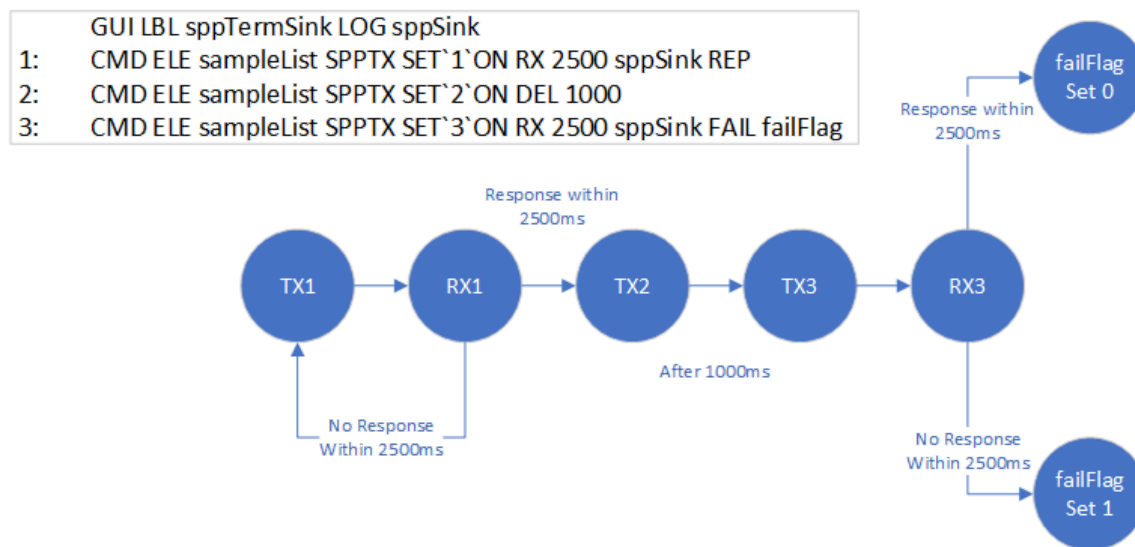 GUI LBL sppTermSink LOG sppSink
1: CMD ELE sampleList SPPTX SET`1`ON RX 2500 sppSink REP
2: CMD ELE sampleList SPPTX SET`2`ON DEL 1000
3: CMD ELE sampleList SPPTX SET`3`ON RX 2500 sppSink FAIL failFlag
failFlag
Set 0
Response within
2500ms
Response within
2500ms
TX1
RX1
TX2
TX3
RX3
After 1000ms
No Response
Within 2500ms
No Response
Within 2500ms
failFlag
Set 1